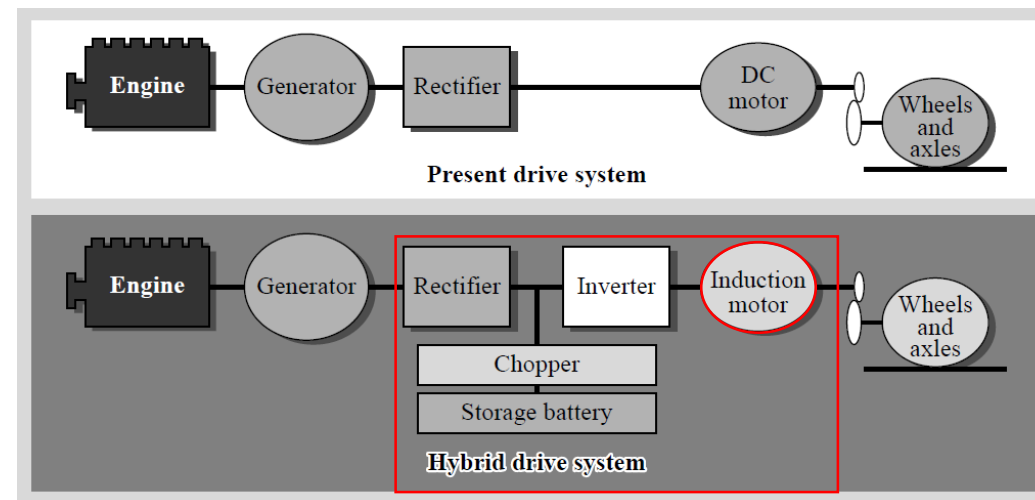 Engine
Generator
Rectifier
DC
motor
Wheels
and
axles
Present drive system
Engine
Generator
Rectifier
Inverter
Induction
motor
Wheels
and
axles
Chopper
Storage battery
Hybrid drive system